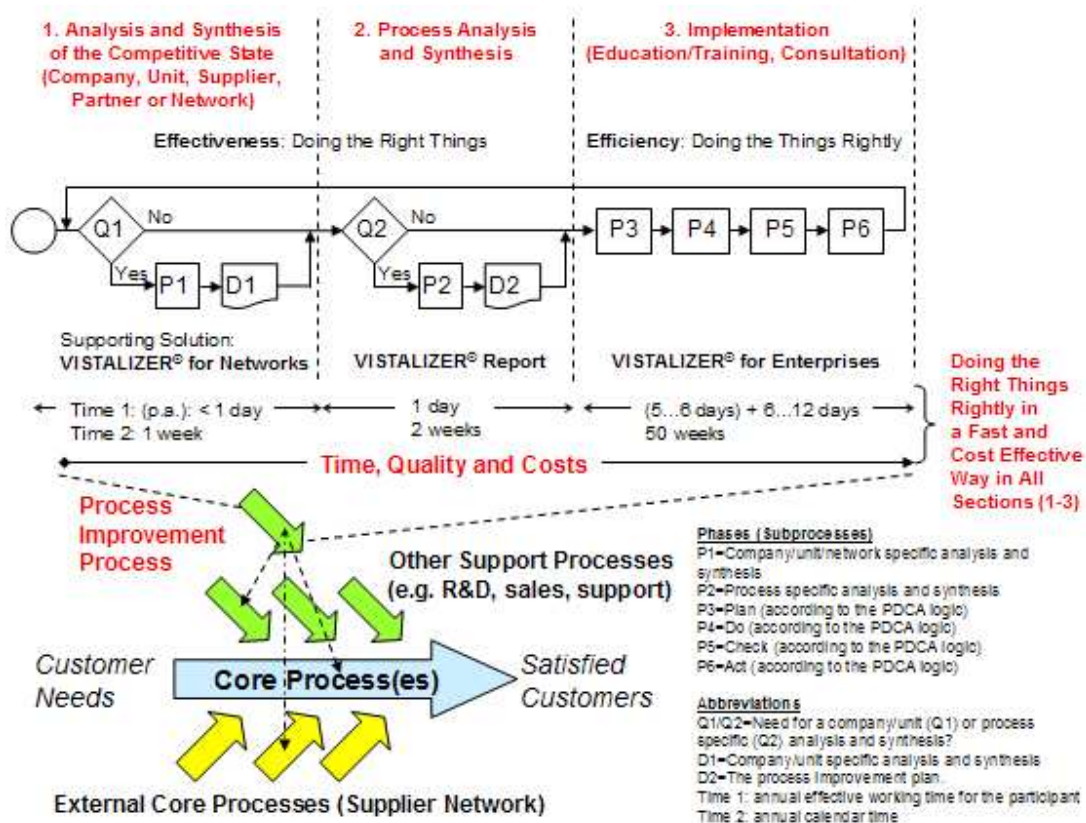 1. Analysis and Synthesis
of the Competitive State
(Company, Unit, Supplier,
Partner or Network)
2. Process Analysis
and Synthesis
3. Implementation
(Education/Training, Consultation)
Effectiveness: Doing the Right Things
Efficiency: Doing the Things Rightly
Q1
No
Yes
P1
D1
Q2
No
Yes
P2
D2
P3
P4
P5
P6
Supporting Solution:
VISTALIZER® for Networks
VISTALIZER® Report
VISTALIZER® for Enterprises
Time 1: (p.a.): < 1 day
Time 2: 1 week
1 day
2 weeks
(5...6 days) + 6...12 days
50 weeks
Doing the
Right Things
Rightly in
a Fast and
Cost Effective
Way in All
Sections (1-3)
Time, Quality and Costs
Process
Improvement
Process
Other Support Processes
(e.g. R&D, sales, support)
Customer
Needs
Core Process(es)
Satisfied
Customers
External Core Processes (Supplier Network)
Phases (Subprocesses)
P1=Company/unit/network specific analysis and
synthesis
P2=Process specific analysis and synthesis
P3=Plan (according to the PDCA logic)
P4=Do (according to the PDCA logic)
P5=Check (according to the PDCA logic)
P6=Act (according to the PDCA logic)
Abbreviations
Q1/Q2=Need for a company/unit (Q1) or process
specific (Q2) analysis and synthesis?
D1=Company/unit specific analysis and synthesis
D2=The process improvement plan.
Time 1: annual effective working time for the participant
Time 2: annual calendar time